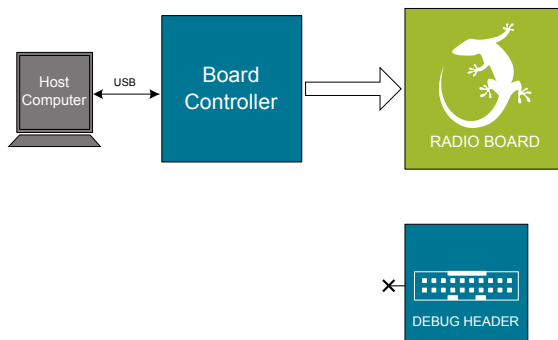 Host
Computer
USB
Board
Controller
RADIO BOARD
DEBUG HEADER